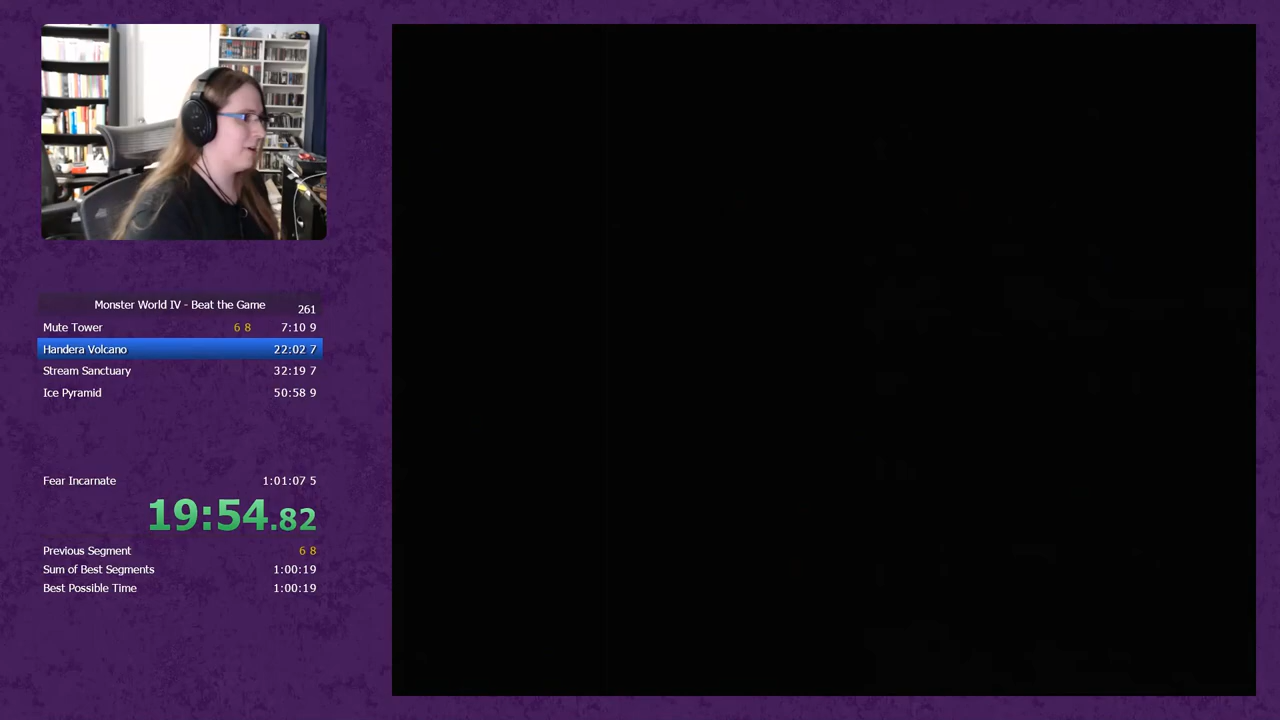 Monster World IV - Beat the Game
261
Mute Tower 6 8 7:10 9
Handera Volcano 22:02 7
Stream Sanctuary 32:19 7
Ice Pyramid 50:58 9
Fear Incarnate 1:01:07 5
19:54.82
Previous Segment 6 8
Sum of Best Segments 1:00:19
Best Possible Time 1:00:19